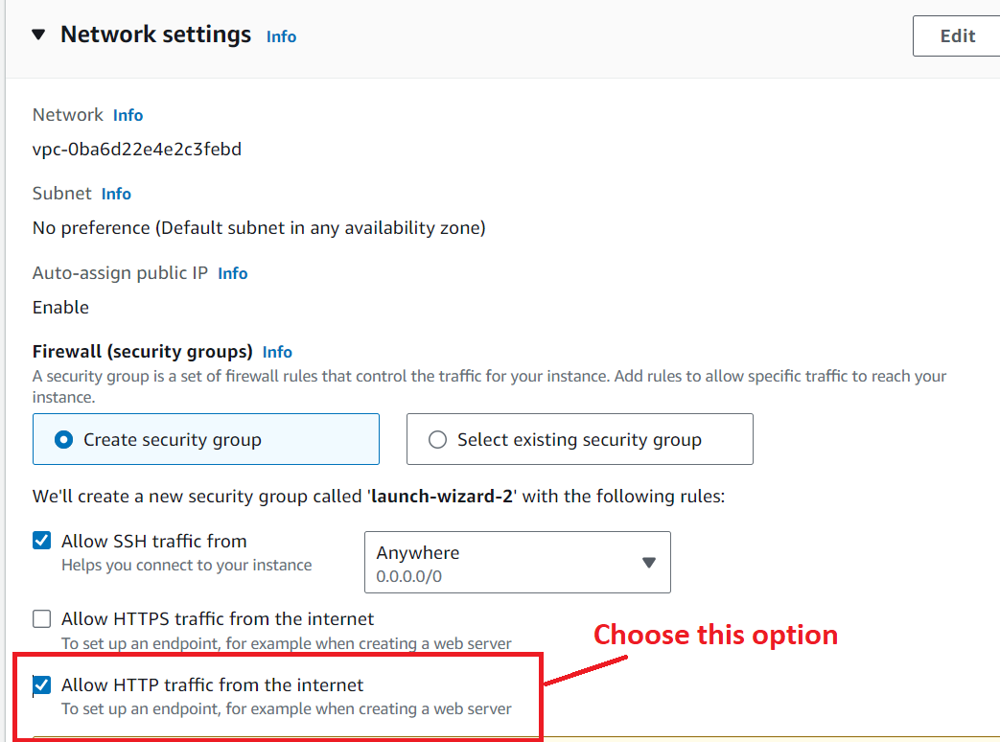 Network settings Info
Edit
Network Info
vpc-0ba6d22e4e2c3febd
Subnet Info
No preference (Default subnet in any availability zone)
Auto-assign public IP Info
Enable
Firewall (security groups) Info
A security group is a set of firewall rules that control the traffic for your instance. Add rules to allow specific traffic to reach your
instance.
Create security group
Select existing security group
We'll create a new security group called 'launch-wizard-2' with the following rules:
Allow SSH traffic from
Helps you connect to your instance
Anywhere
0.0.0.0/0
Allow HTTPS traffic from the internet
To set up an endpoint, for example when creating a web server
Choose this option
Allow HTTP traffic from the internet
To set up an endpoint, for example when creating a web server